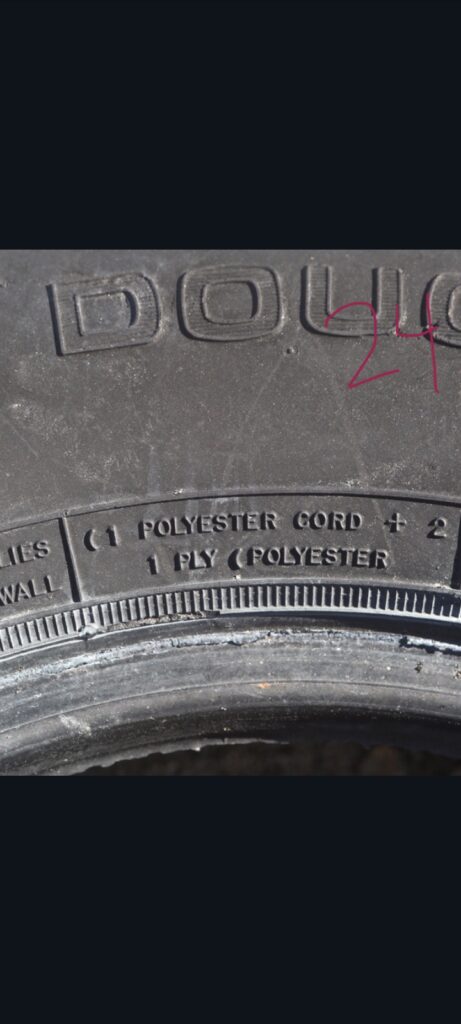 DOUG
24
LIES
(1 POLYESTER CORD + 2
WALL
1 PLY (POLYESTER